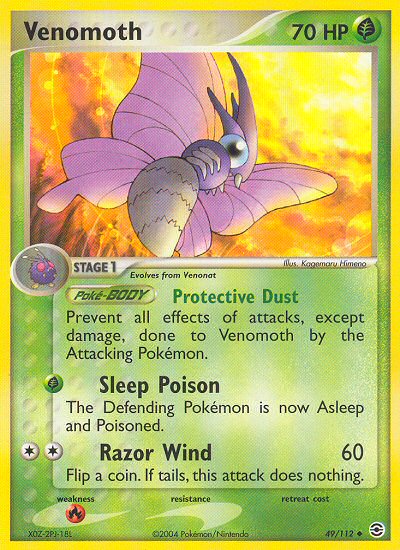 Venomoth 70 HP
Illus. Kagemaru Himeno
STAGE 1
Evolves from Venonat
Poké-BODY Protective Dust
Prevent all effects of attacks, except
damage, done to Venomoth by the
Attacking Pokémon.
Sleep Poison
The Defending Pokémon is now Asleep
and Poisoned.
Razor Wind 60
Flip a coin. If tails, this attack does nothing.
weakness resistance retreat cost
X0Z-2PJ-18L ©2004 Pokémon/Nintendo 49/112